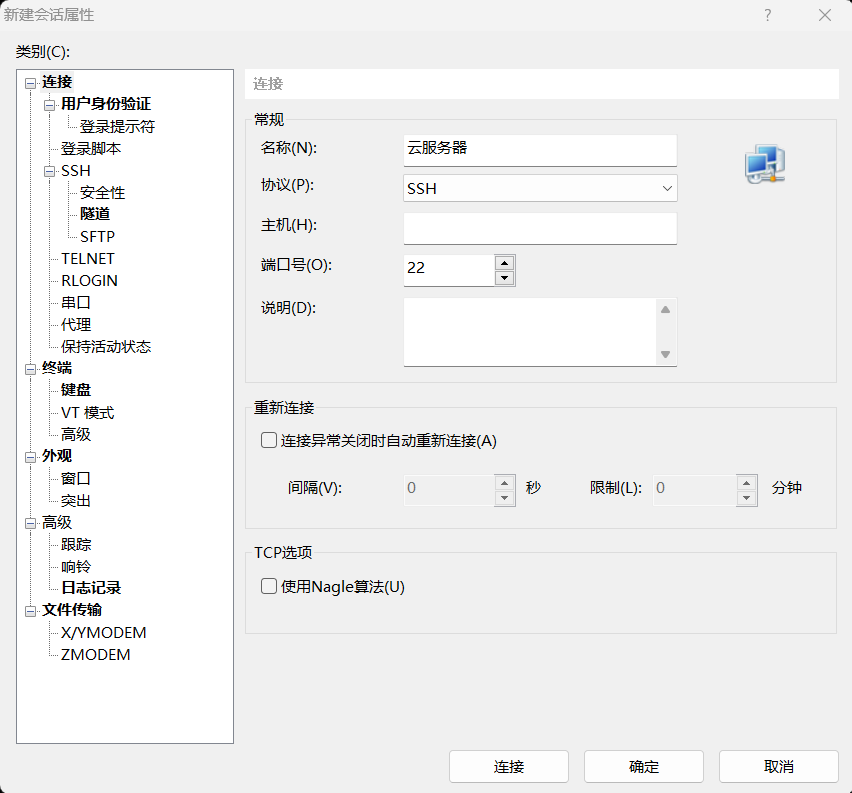 新建会话属性
类别(C):
连接
用户身份验证
登录提示符
登录脚本
SSH
安全性
隧道
SFTP
TELNET
RLOGIN
串口
代理
保持活动状态
终端
键盘
VT 模式
高级
外观
窗口
突出
高级
跟踪
响铃
日志记录
文件传输
X/YMODEM
ZMODEM
连接
常规
名称(N): 云服务器
协议(P): SSH
主机(H):
端口号(O): 22
说明(D):
重新连接
连接异常关闭时自动重新连接(A)
间隔(V): 0 秒 限制(L): 0 分钟
TCP选项
使用Nagle算法(U)
连接 确定 取消